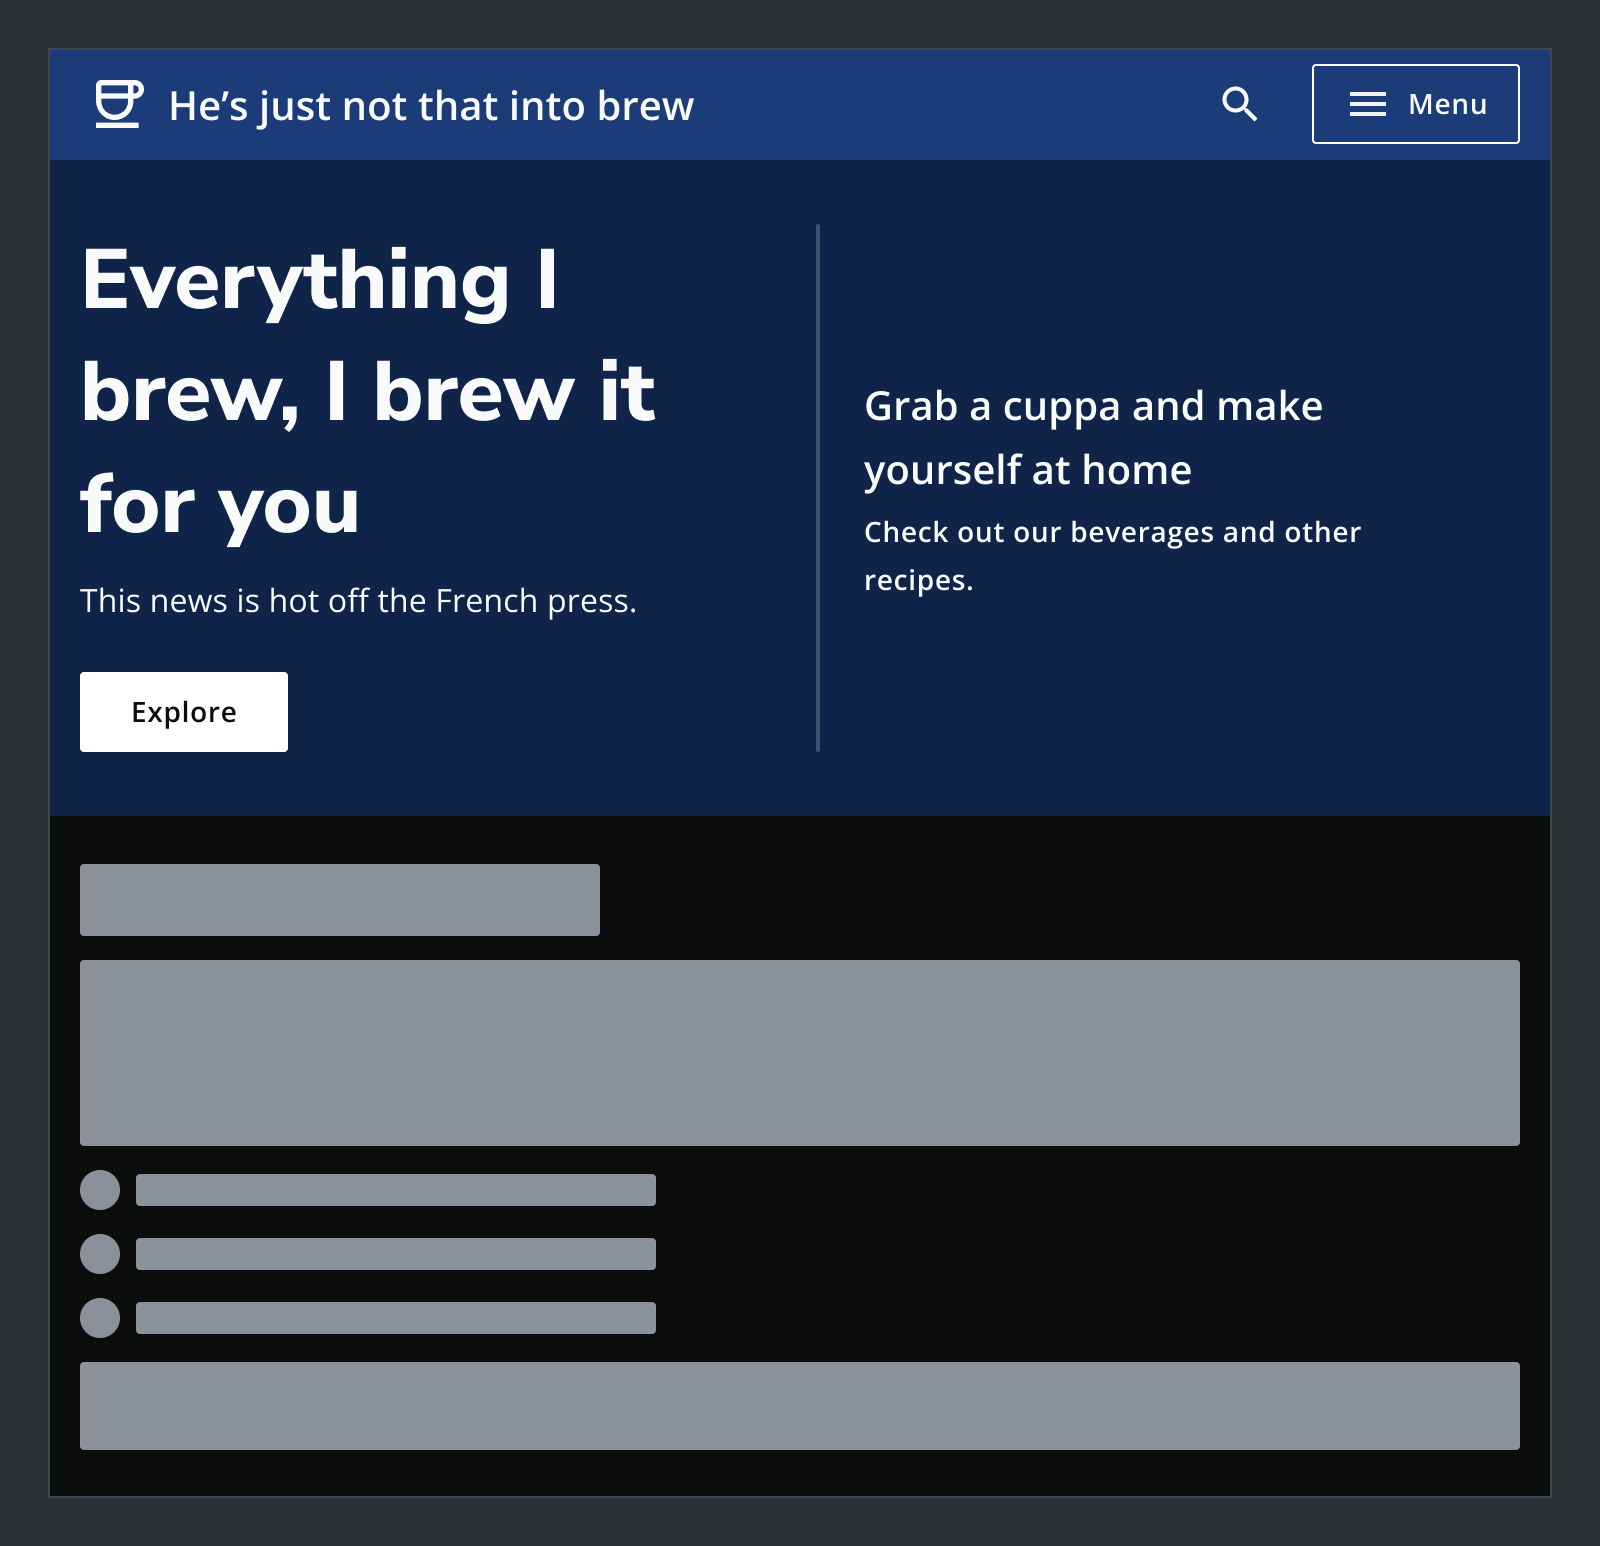 He’s just not that into brew
Menu
Everything I
brew, I brew it
for you
This news is hot off the French press.
Explore
Grab a cuppa and make
yourself at home
Check out our beverages and other
recipes.